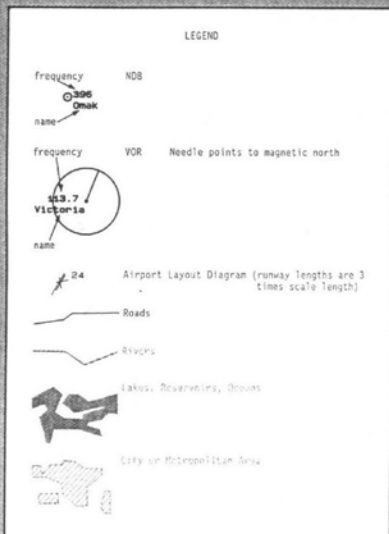 LEGEND
frequency NDB
396
Omak
name
frequency VOR Needle points to magnetic north
113.7
Victoria
name
24 Airport Layout Diagram (runway lengths are 3
times scale length)
Roads
Rivers
Lakes, Reservoirs, Oceans
City or Metropolitan Area